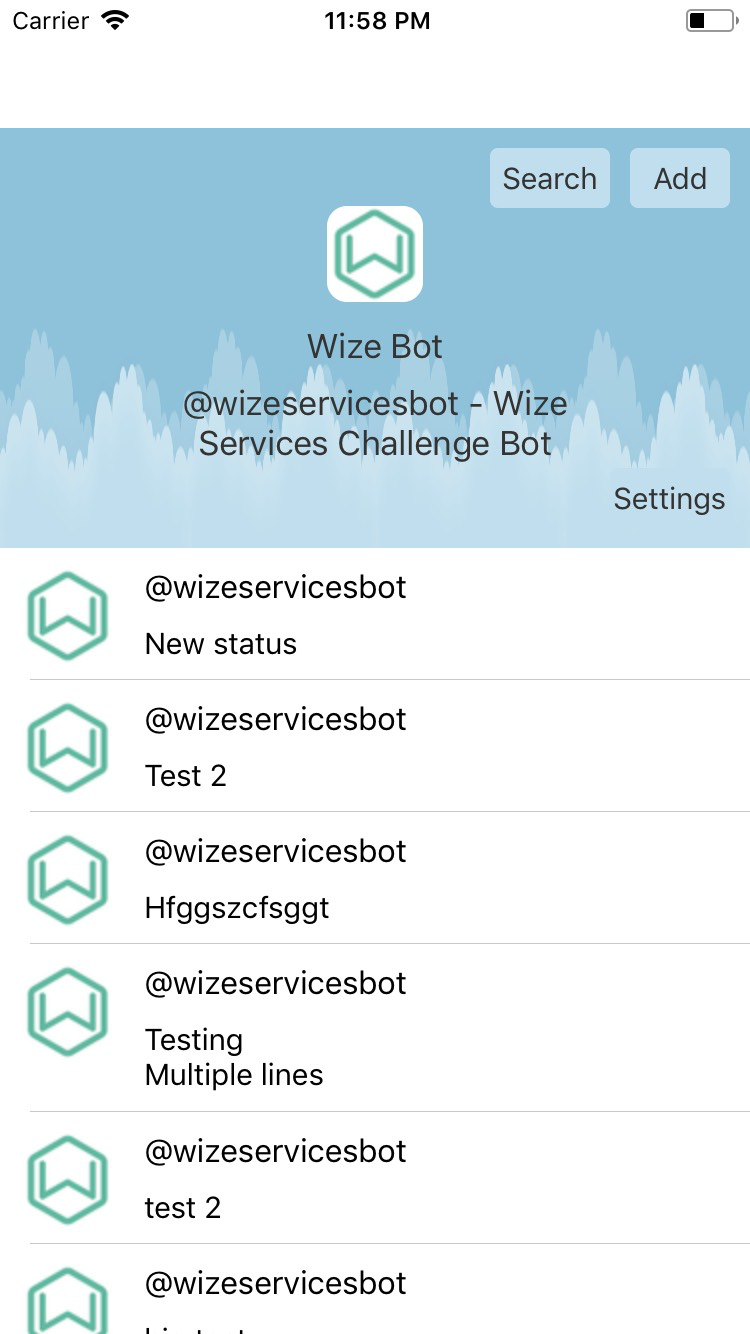 Carrier 11:58 PM
Search Add
Wize Bot
@wizeservicesbot - Wize
Services Challenge Bot
Settings
@wizeservicesbot
New status
@wizeservicesbot
Test 2
@wizeservicesbot
Hfggszcfsggt
@wizeservicesbot
Testing
Multiple lines
@wizeservicesbot
test 2
@wizeservicesbot